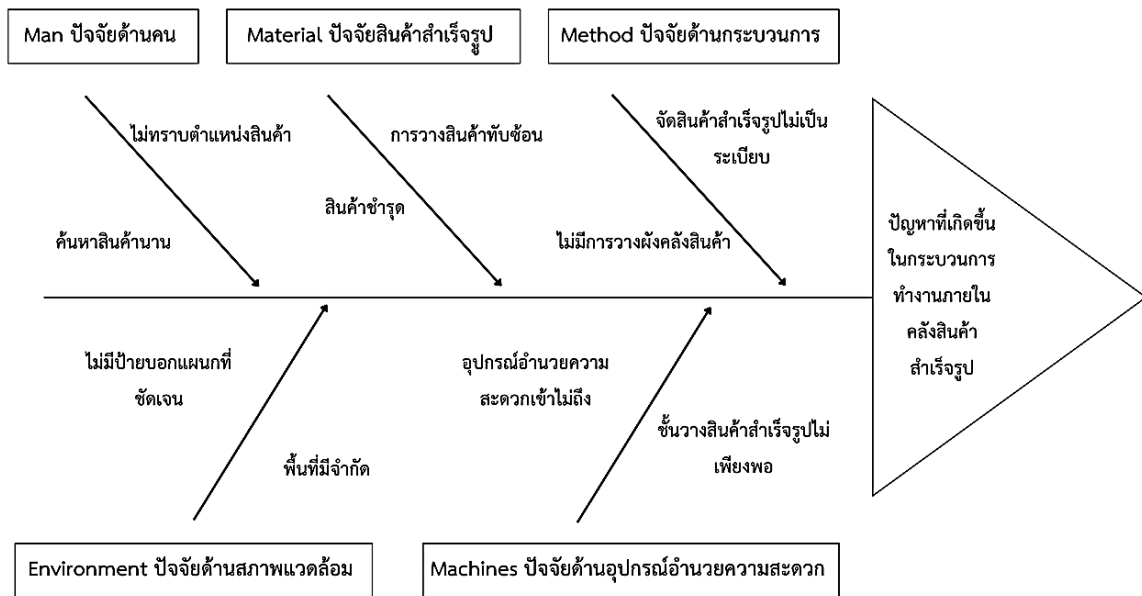 Man ปัจจัยด้านคน
Material ปัจจัยสินค้าสำเร็จรูป
Method ปัจจัยด้านกระบวนการ
ไม่ทราบตำแหน่งสินค้า
การวางสินค้าทับซ้อน
จัดสินค้าสำเร็จรูปไม่เป็น
ระเบียบ
ค้นหาสินค้านาน
สินค้าชำรุด
ไม่มีการวางผังคลังสินค้า
ปัญหาที่เกิดขึ้น
ในกระบวนการ
ทำงานภายใน
คลังสินค้า
สำเร็จรูป
ไม่มีป้ายบอกแผนกที่
ชัดเจน
พื้นที่มีจำกัด
อุปกรณ์อำนวยความ
สะดวกเข้าไม่ถึง
ชั้นวางสินค้าสำเร็จรูปไม่
เพียงพอ
Environment ปัจจัยด้านสภาพแวดล้อม
Machines ปัจจัยด้านอุปกรณ์อำนวยความสะดวก